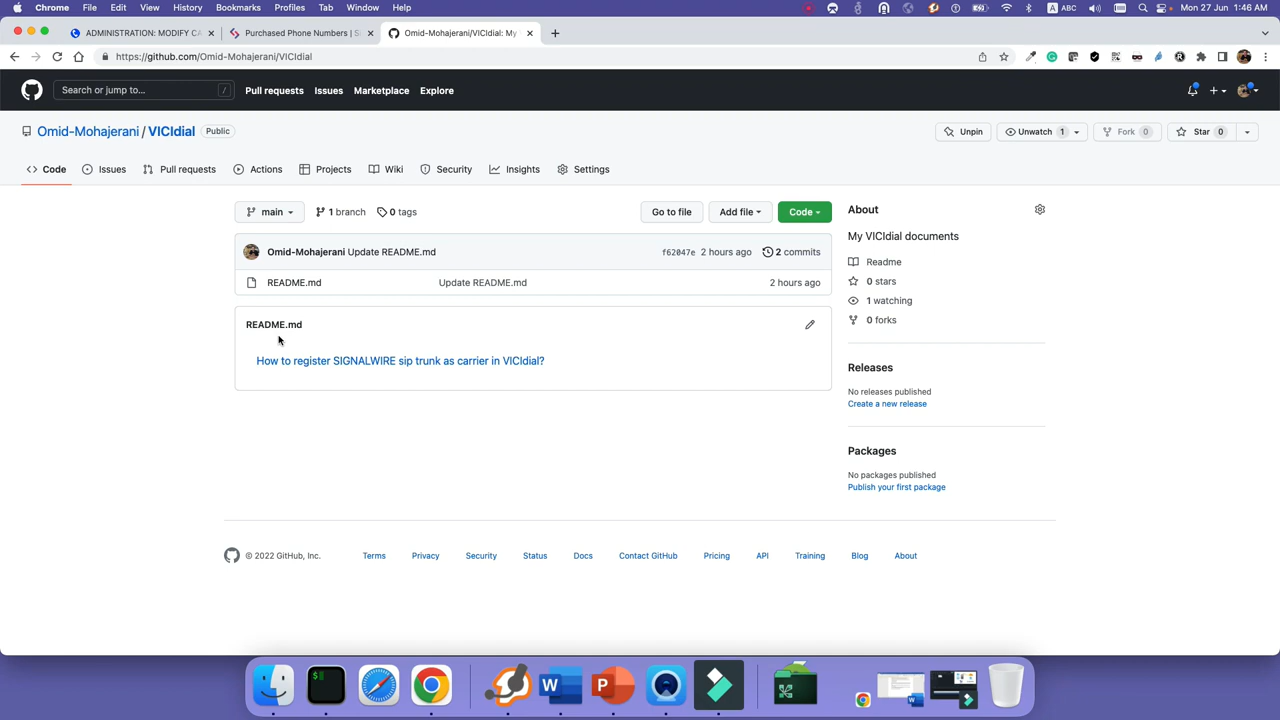 Chrome File Edit View History Bookmarks Profiles Tab Window Help ABC Mon 27 Jun 1:46 AM
ADMINISTRATION: MODIFY CA Purchased Phone Numbers | S Omid-Mohajerani/VICIdial: My
https://github.com/Omid-Mohajerani/VICIdial
Search or jump to... / Pull requests Issues Marketplace Explore
Omid-Mohajerani / VICIdial Public Unpin Unwatch 1 Fork 0 Star 0
Code Issues Pull requests Actions Projects Wiki Security Insights Settings
main 1 branch 0 tags Go to file Add file Code
About
My VICIdial documents
Omid-Mohajerani Update README.md f62047e 2 hours ago 2 commits
Readme
README.md Update README.md 2 hours ago
0 stars
1 watching
0 forks
README.md
How to register SIGNALWIRE sip trunk as carrier in VICIdial?
Releases
No releases published
Create a new release
Packages
No packages published
Publish your first package
© 2022 GitHub, Inc. Terms Privacy Security Status Docs Contact GitHub Pricing API Training Blog About